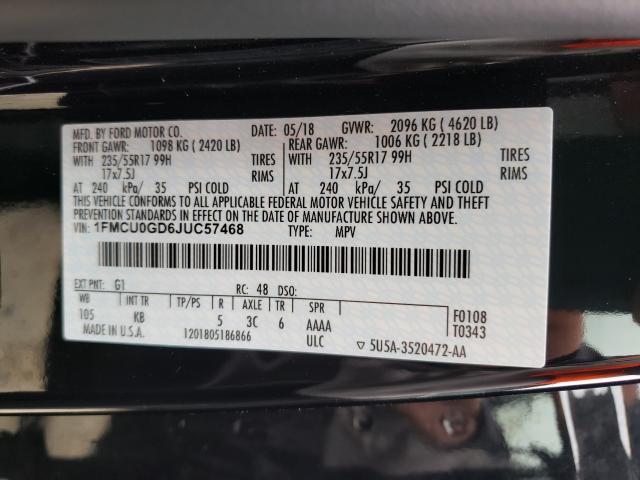 MFD. BY FORD MOTOR CO. DATE: 05/18 GVWR: 2096 KG ( 4620 LB)
FRONT GAWR: 1098 KG ( 2420 LB) REAR GAWR: 1006 KG ( 2218 LB)
WITH 235/55R17 99H TIRES WITH 235/55R17 99H TIRES
17x7.5J RIMS 17x7.5J RIMS
AT 240 kPa/ 35 PSI COLD AT 240 kPa/ 35 PSI COLD
THIS VEHICLE CONFORMS TO ALL APPLICABLE FEDERAL MOTOR VEHICLE SAFETY AND THEFT
PREVENTION STANDARDS IN EFFECT ON THE DATE OF MANUFACTURE SHOWN ABOVE.
VIN: 1FMCU0GD6JUC57468 TYPE: MPV
EXT PNT: G1 RC: 48 DSO:
WB INT TR TP/PS R AXLE TR SPR F0108
105 KB 5 3C 6 AAAA T0343
MADE IN U.S.A. 1201805186866 ULC ▽ 5U5A-3520472-AA